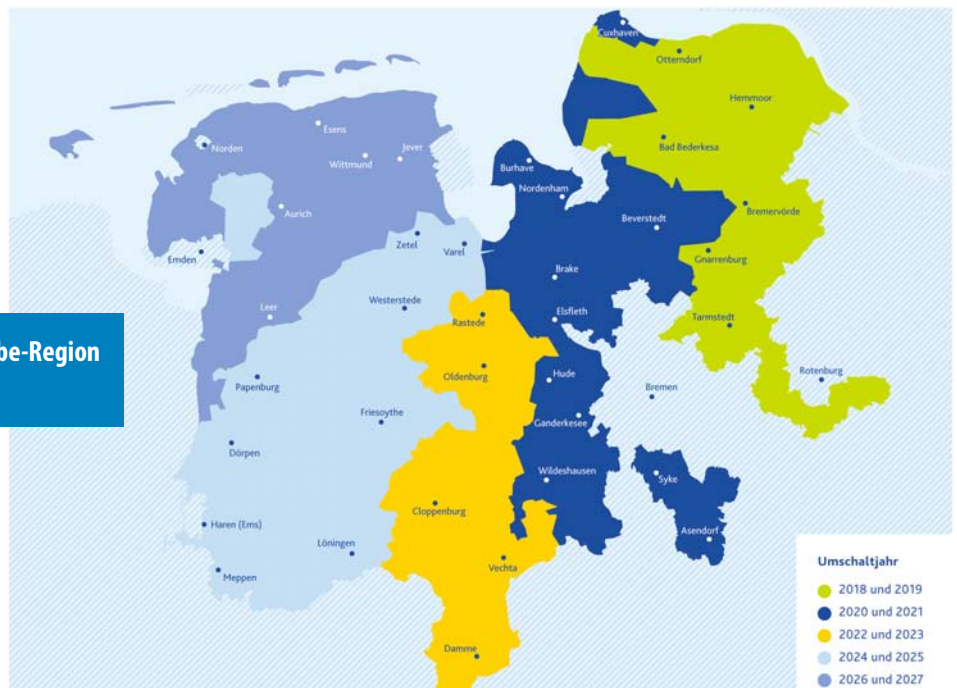 Cuxhaven
Otterndorf
Hemmoor
Esens
Norden
Wittmund
Jever
Bad Bederkesa
Burhave
Nordenham
Aurich
Bremervörde
Beverstedt
Zetel
Varel
Emden
Gnarrenburg
Brake
Leer
Westerstede
Rastede
Elsfleth
Tarmstedt
be-Region
Oldenburg
Hude
Rotenburg
Papenburg
Bremen
Friesoythe
Ganderkesee
Dörpen
Wildeshausen
Syke
Cloppenburg
Haren (Ems)
Asendorf
Löningen
Vechta
Meppen
Damme
Umschaltjahr
2018 und 2019
2020 und 2021
2022 und 2023
2024 und 2025
2026 und 2027